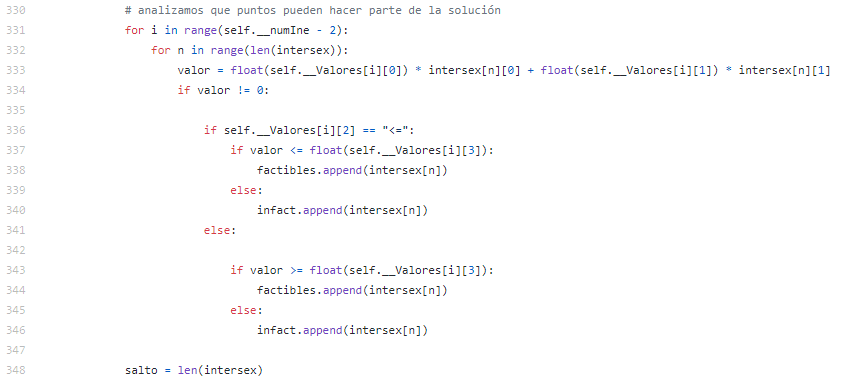 330 # analizamos que puntos pueden hacer parte de la solución
331 for i in range(self.__numIne - 2):
332 for n in range(len(intersex)):
333 valor = float(self.__Valores[i][0]) * intersex[n][0] + float(self.__Valores[i][1]) * intersex[n][1]
334 if valor != 0:
335
336 if self.__Valores[i][2] == "<=":
337 if valor <= float(self.__Valores[i][3]):
338 factibles.append(intersex[n])
339 else:
340 infact.append(intersex[n])
341 else:
342
343 if valor >= float(self.__Valores[i][3]):
344 factibles.append(intersex[n])
345 else:
346 infact.append(intersex[n])
347
348 salto = len(intersex)